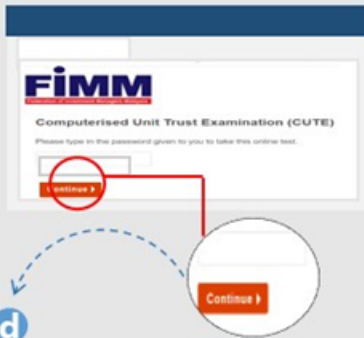 FiMM
Federation of Investment Managers Malaysia
Computerised Unit Trust Examination (CUTE)
Please type in the password given to you to take this online test.
Continue
Continue
d